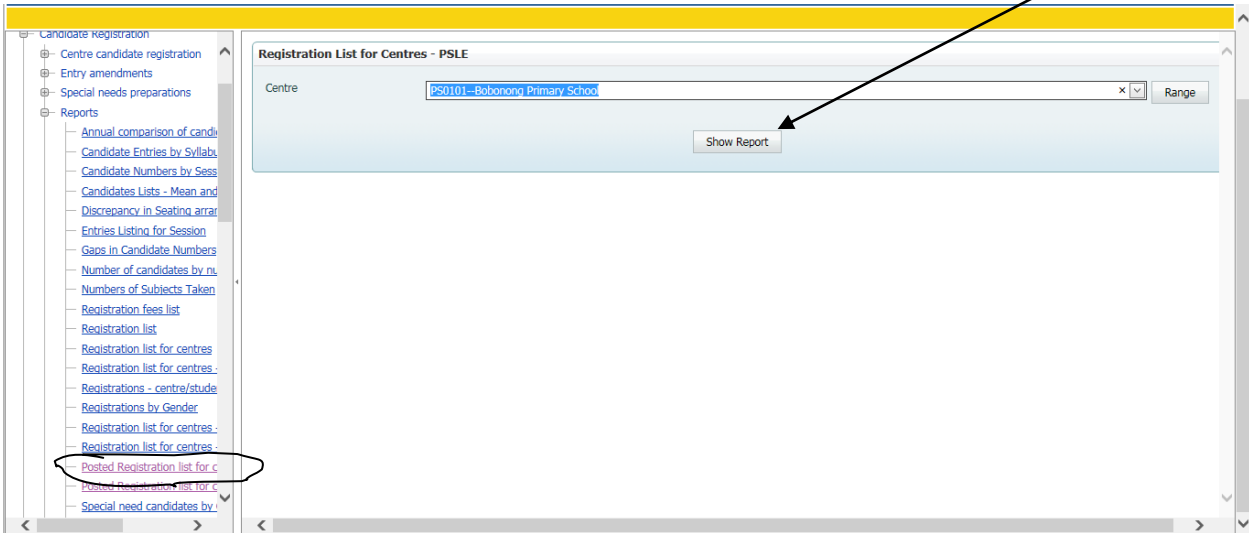 Candidate Registration
Centre candidate registration
Entry amendments
Special needs preparations
Reports
Annual comparison of candi
Candidate Entries by Syllabu
Candidate Numbers by Sess
Candidates Lists - Mean and
Discrepancy in Seating arrar
Entries Listing for Session
Gaps in Candidate Numbers
Number of candidates by nu
Numbers of Subjects Taken
Registration fees list
Registration list
Registration list for centres
Registration list for centres -
Registrations - centre/stude
Registrations by Gender
Registration list for centres -
Registration list for centres -
Posted Registration list for c
Posted Registration list for c
Special need candidates by
Registration List for Centres - PSLE
Centre
PS0101--Bobonong Primary School
Range
Show Report